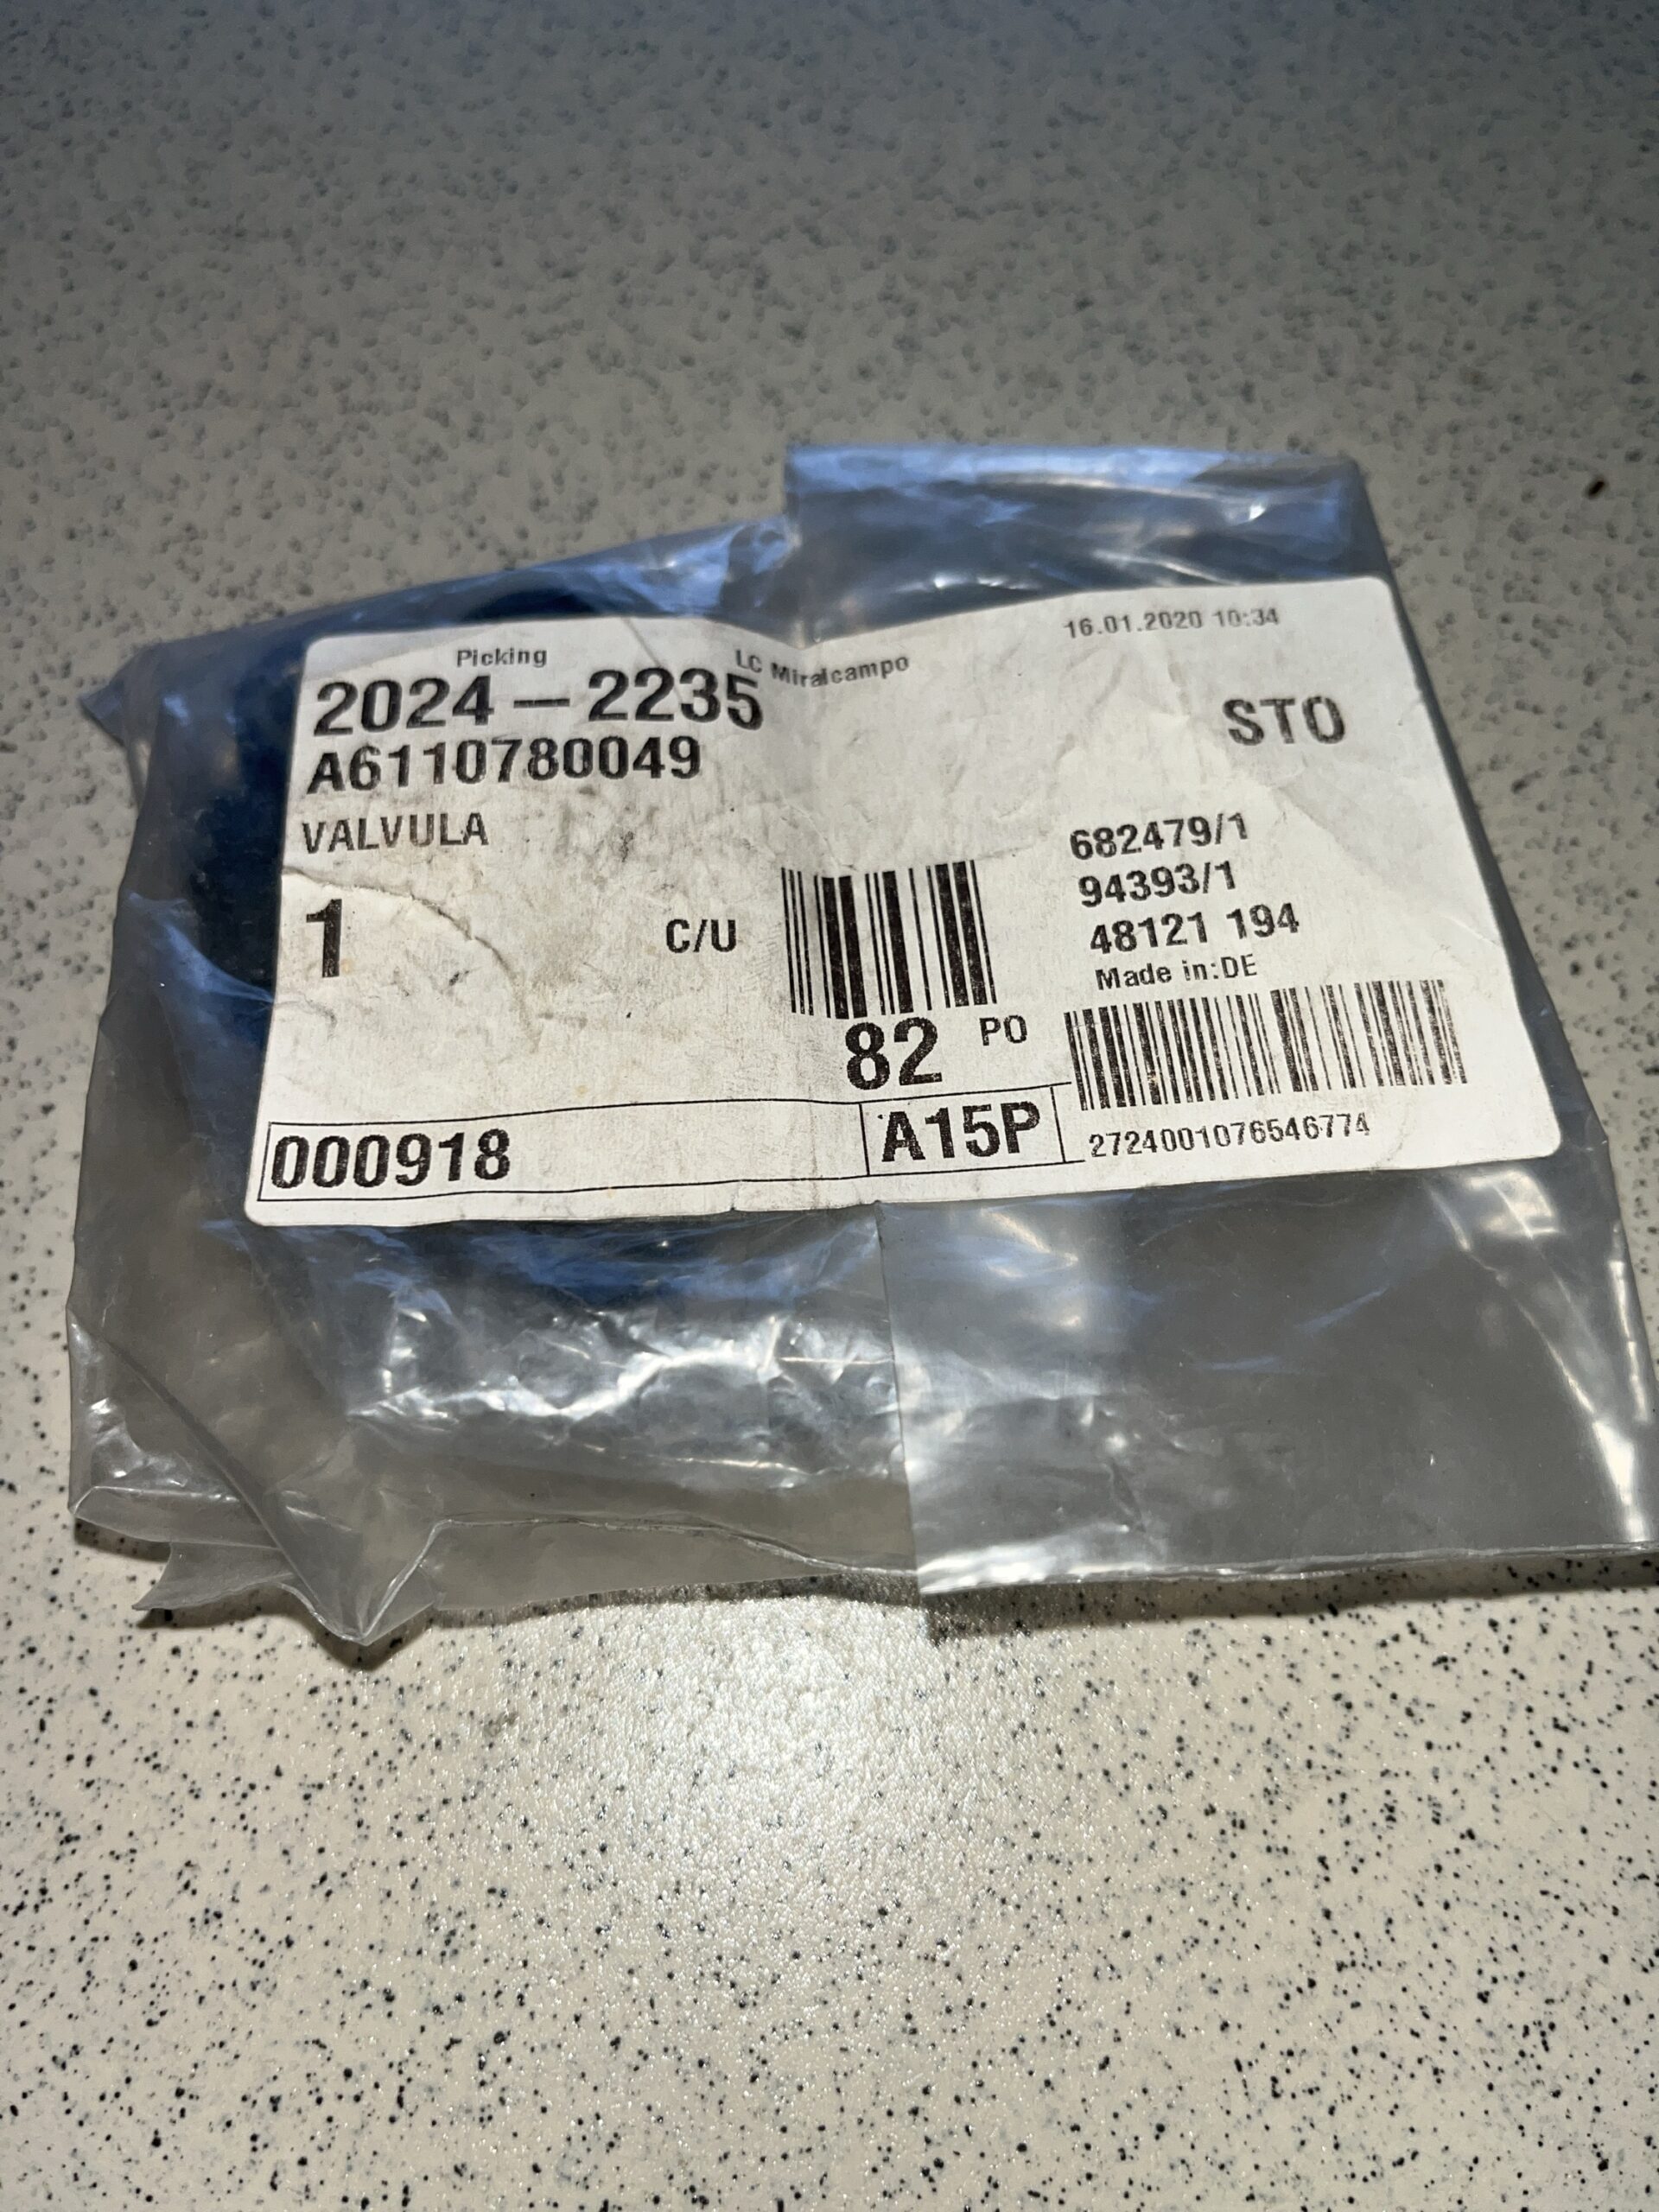 16.01.2020 10:34
Picking LC Miralcampo
2024 – 2235
STO
A6110780049
VALVULA
682479/1
94393/1
1 C/U
48121 194
Made in:DE
82 PO
000918 A15P
2724001076546774